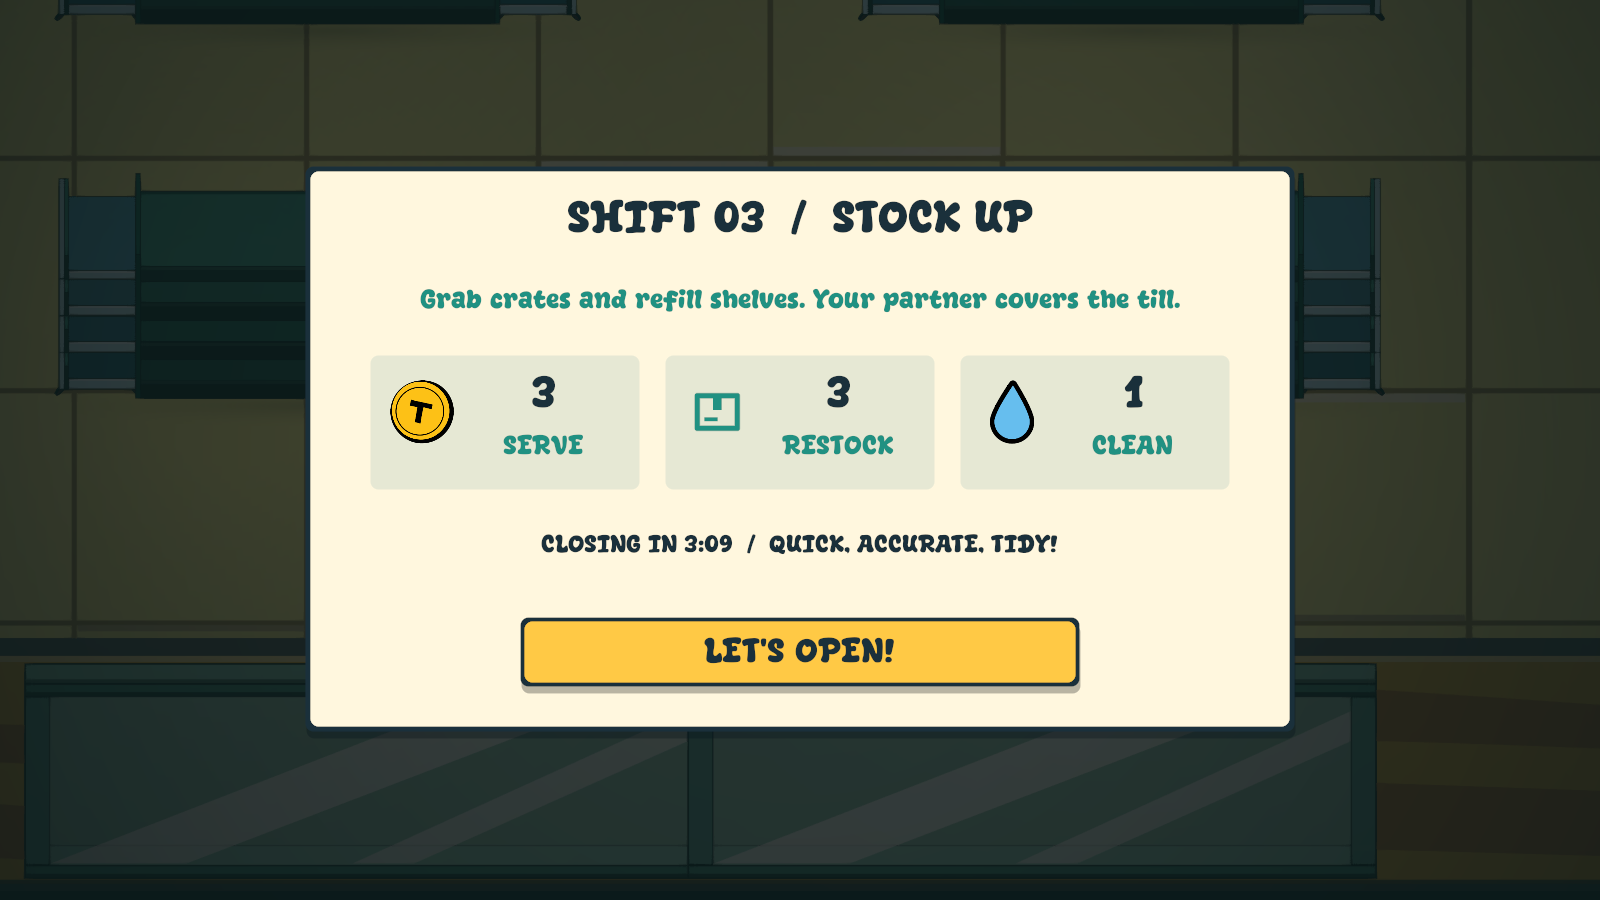 SHIFT 03 / STOCK UP
Grab crates and refill shelves. Your partner covers the till.
T
3
SERVE
3
RESTOCK
1
CLEAN
CLOSING IN 3:09 / QUICK, ACCURATE, TIDY!
LET'S OPEN!